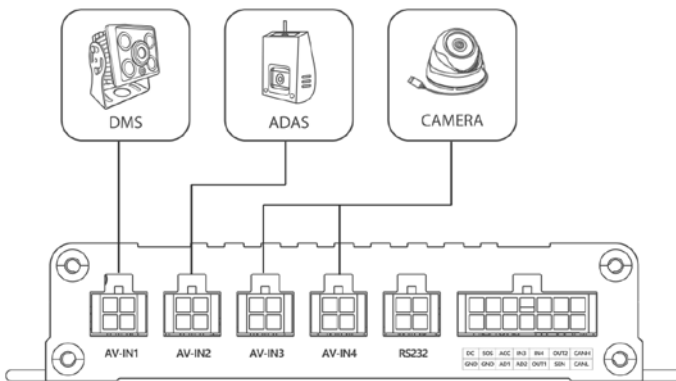 DMS
ADAS
CAMERA
AV-IN1 AV-IN2 AV-IN3 AV-IN4 RS232
DC SOS ACC IN3 IN4 OUT2 CANH
GND GND AD1 AD2 OUT1 SEN CANL